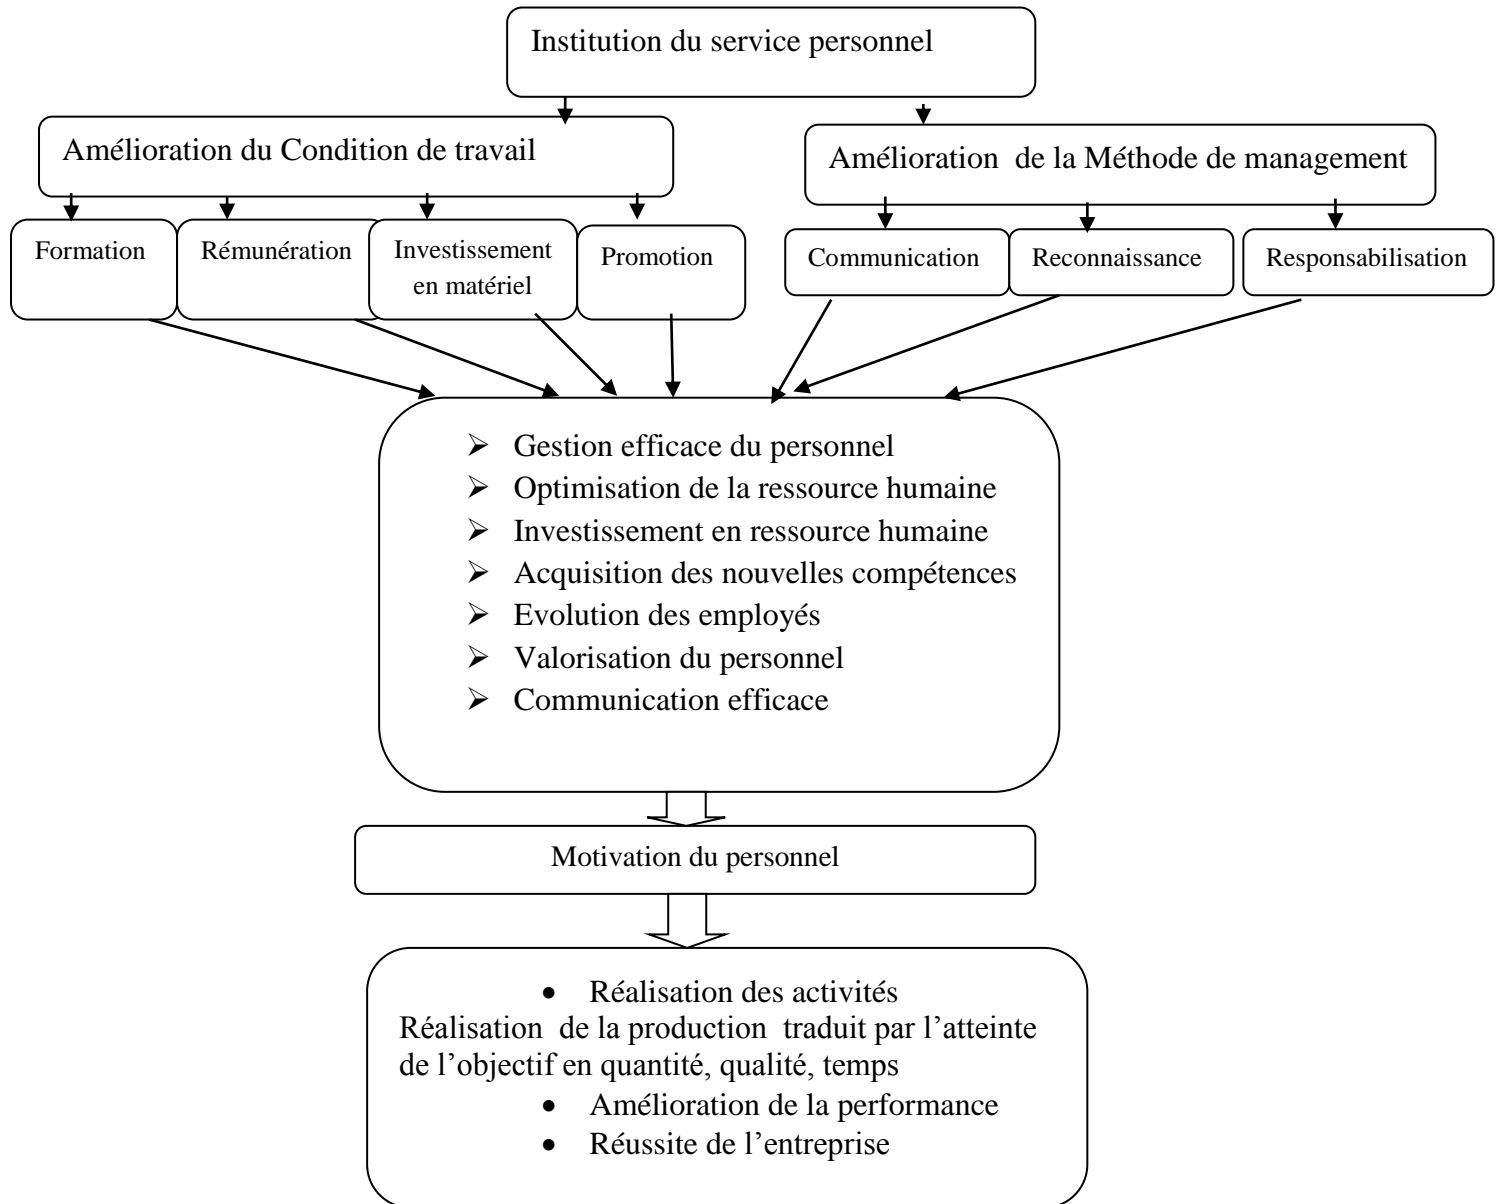 Institution du service personnel
Amélioration du Condition de travail
Amélioration de la Méthode de management
Formation
Rémunération
Investissement
en matériel
Promotion
Communication
Reconnaissance
Responsabilisation
➢ Gestion efficace du personnel
➢ Optimisation de la ressource humaine
➢ Investissement en ressource humaine
➢ Acquisition des nouvelles compétences
➢ Evolution des employés
➢ Valorisation du personnel
➢ Communication efficace
Motivation du personnel
• Réalisation des activités
Réalisation de la production traduit par l’atteinte
de l’objectif en quantité, qualité, temps
• Amélioration de la performance
• Réussite de l’entreprise